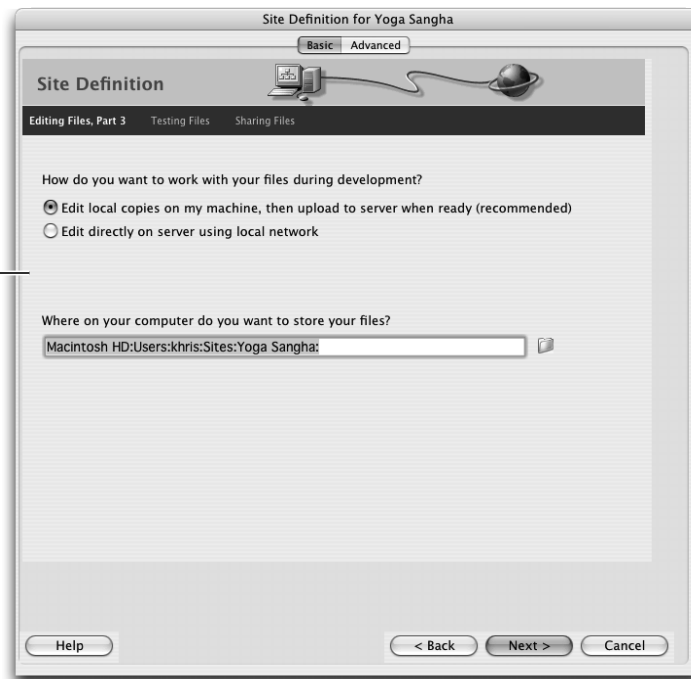 Site Definition for Yoga Sangha
Basic Advanced
Site Definition
Editing Files, Part 3 Testing Files Sharing Files
How do you want to work with your files during development?
Edit local copies on my machine, then upload to server when ready (recommended)
Edit directly on server using local network
Where on your computer do you want to store your files?
Macintosh HD:Users:khris:Sites:Yoga Sangha:
Help < Back Next > Cancel